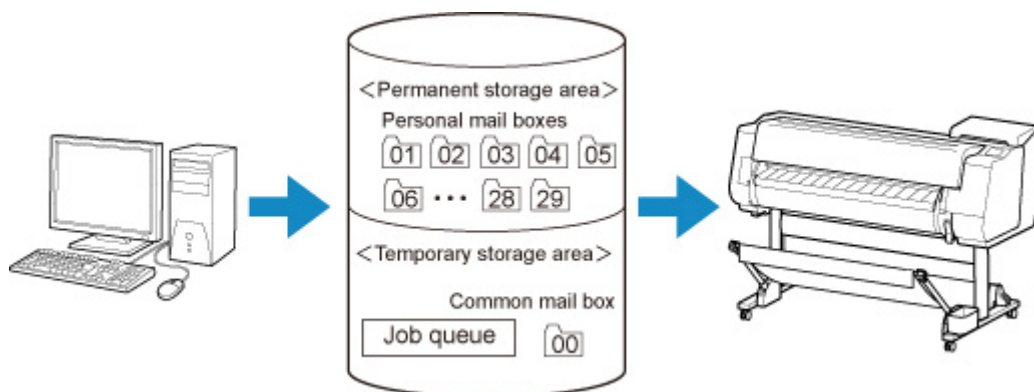 <Permanent storage area>
Personal mail boxes
01 02 03 04 05
06 ••• 28 29
<Temporary storage area>
Common mail box
Job queue 00